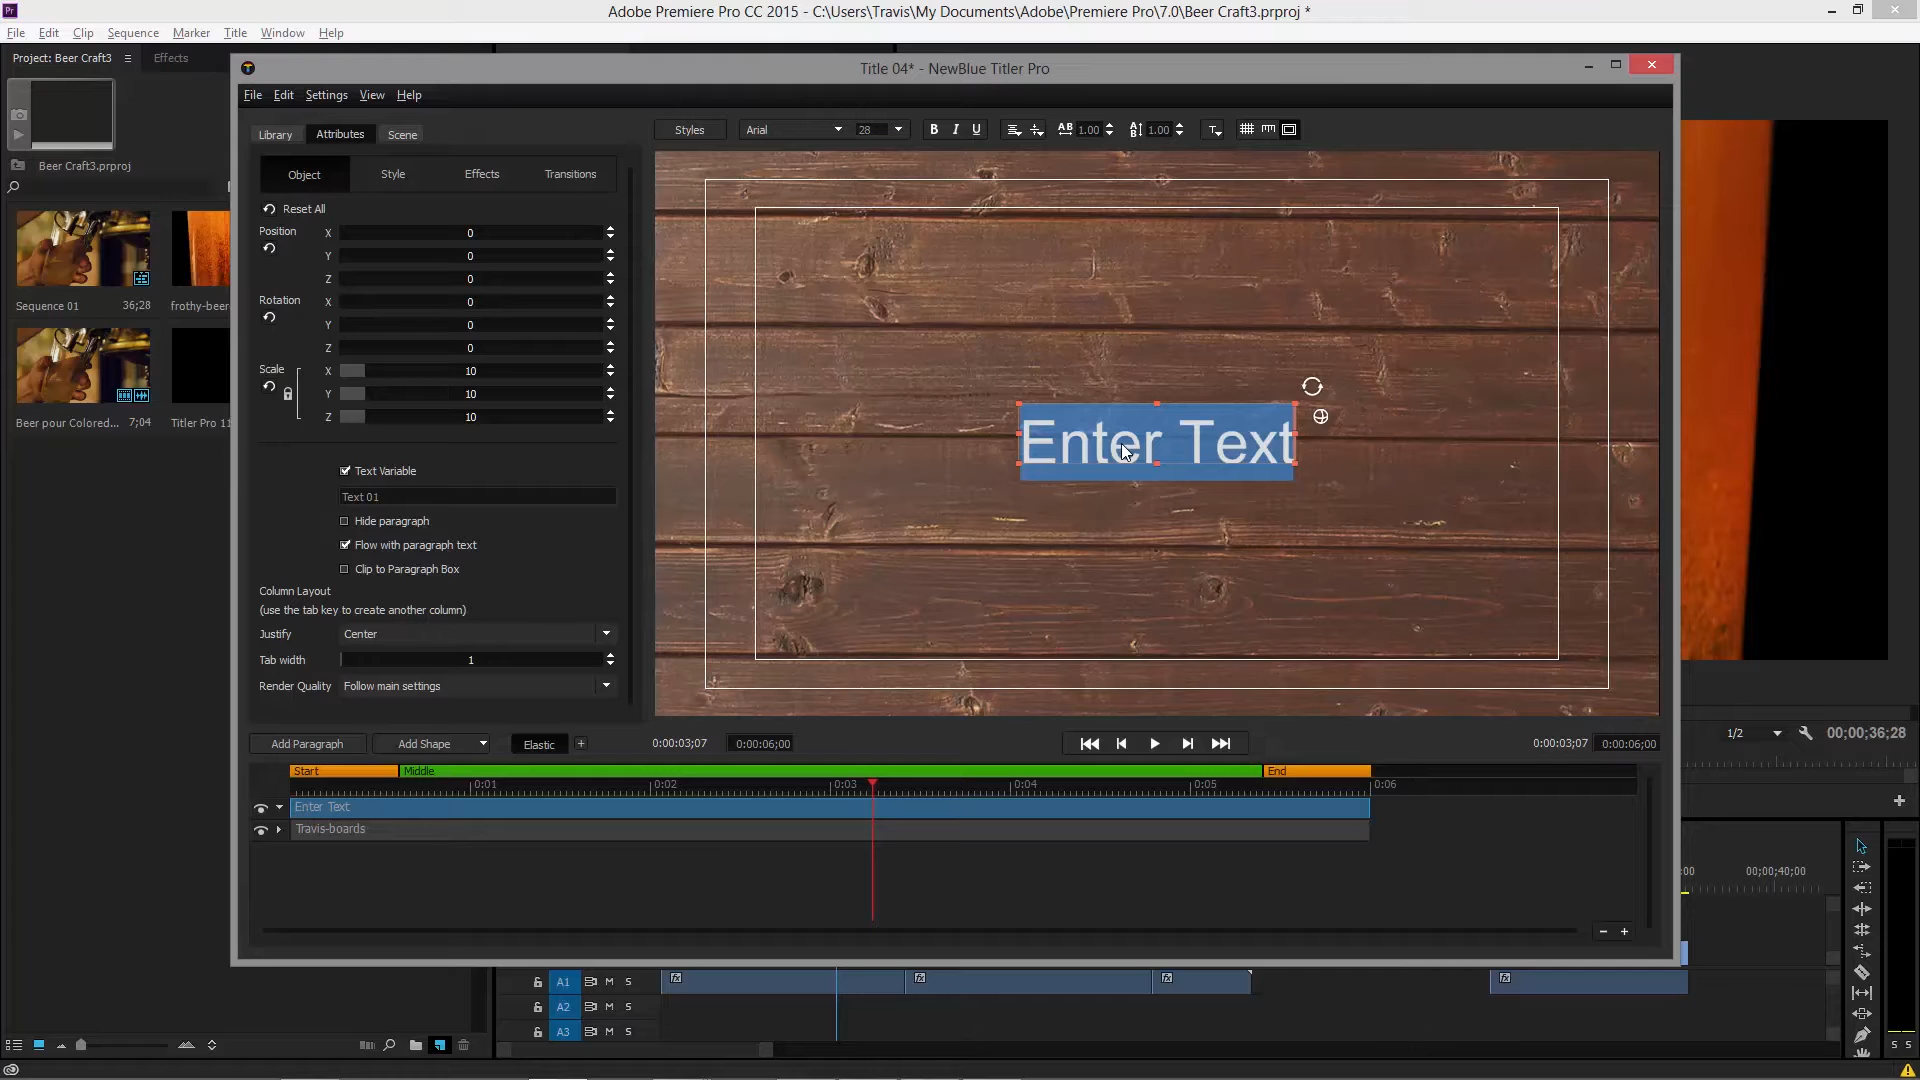 Pr
Adobe Premiere Pro CC 2015 - C:\Users\Travis\My Documents\Adobe\Premiere Pro\7.0\Beer Craft3.prproj *
File Edit Clip Sequence Marker Title Window Help
Project: Beer Craft3
Effects
Beer Craft3.prproj
Sequence 01 36;28
frothy-beer-
Beer pour Colored... 7;04
Titler Pro 11
Title 04* - NewBlue Titler Pro
File Edit Settings View Help
Library Attributes Scene
Styles Arial 28 B I U AB 1.00 1.00 T
Object Style Effects Transitions
Reset All
Position X 0
Y 0
Z 0
Rotation X 0
Y 0
Z 0
Scale X 10
Y 10
Z 10
Text Variable
Text 01
Hide paragraph
Flow with paragraph text
Clip to Paragraph Box
Column Layout
(use the tab key to create another column)
Justify Center
Tab width 1
Render Quality Follow main settings
Enter Text
Add Paragraph Add Shape Elastic + 0:00:03;07 0:00:06;00 0:00:03;07 0:00:06;00
Start Middle End
0:01 0:02 0:03 0:04 0:05 0:06
Enter Text
Travis-boards
1/2 00;00;36;28
:00 00;00;40;00
A1 M S fx fx fx fx
A2 M S
A3 M S
S S